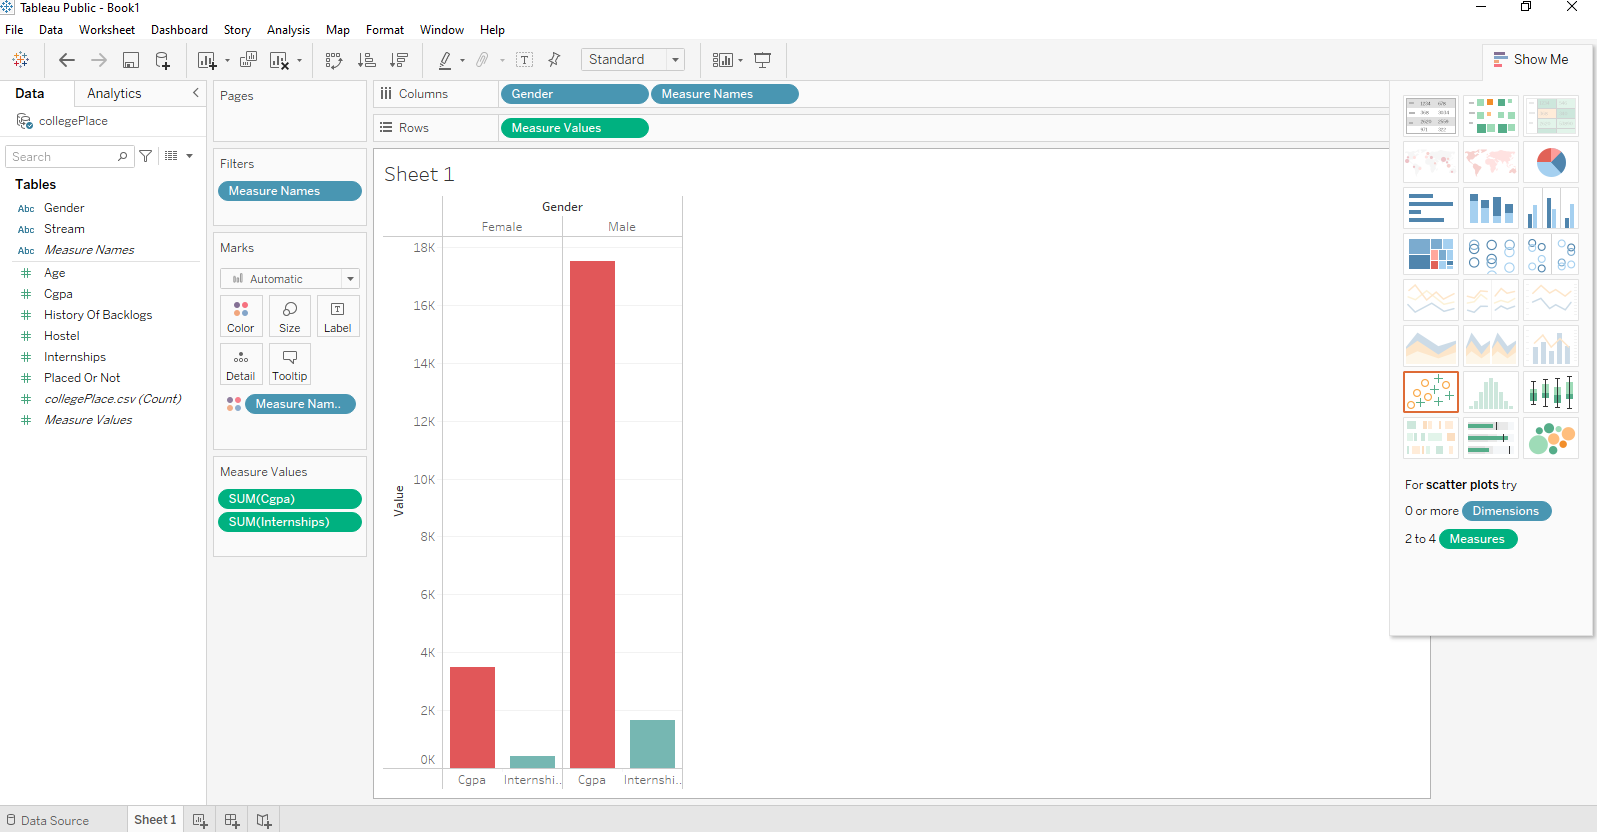 Tableau Public - Book1
File Data Worksheet Dashboard Story Analysis Map Format Window Help
Standard
Show Me
Data Analytics
collegePlace
Search
Tables
Abc Gender
Abc Stream
Abc Measure Names
# Age
# Cgpa
# History Of Backlogs
# Hostel
# Internships
# Placed Or Not
# collegePlace.csv (Count)
# Measure Values
Pages
Filters
Measure Names
Marks
Automatic
Color Size Label
Detail Tooltip
Measure Nam..
Measure Values
SUM(Cgpa)
SUM(Internships)
Columns Gender Measure Names
Rows Measure Values
Sheet 1
Gender
Female Male
18K
16K
14K
12K
10K
8K
6K
4K
2K
0K
Value
Cgpa Internshi.. Cgpa Internshi..
For scatter plots try
0 or more Dimensions
2 to 4 Measures
Data Source Sheet 1